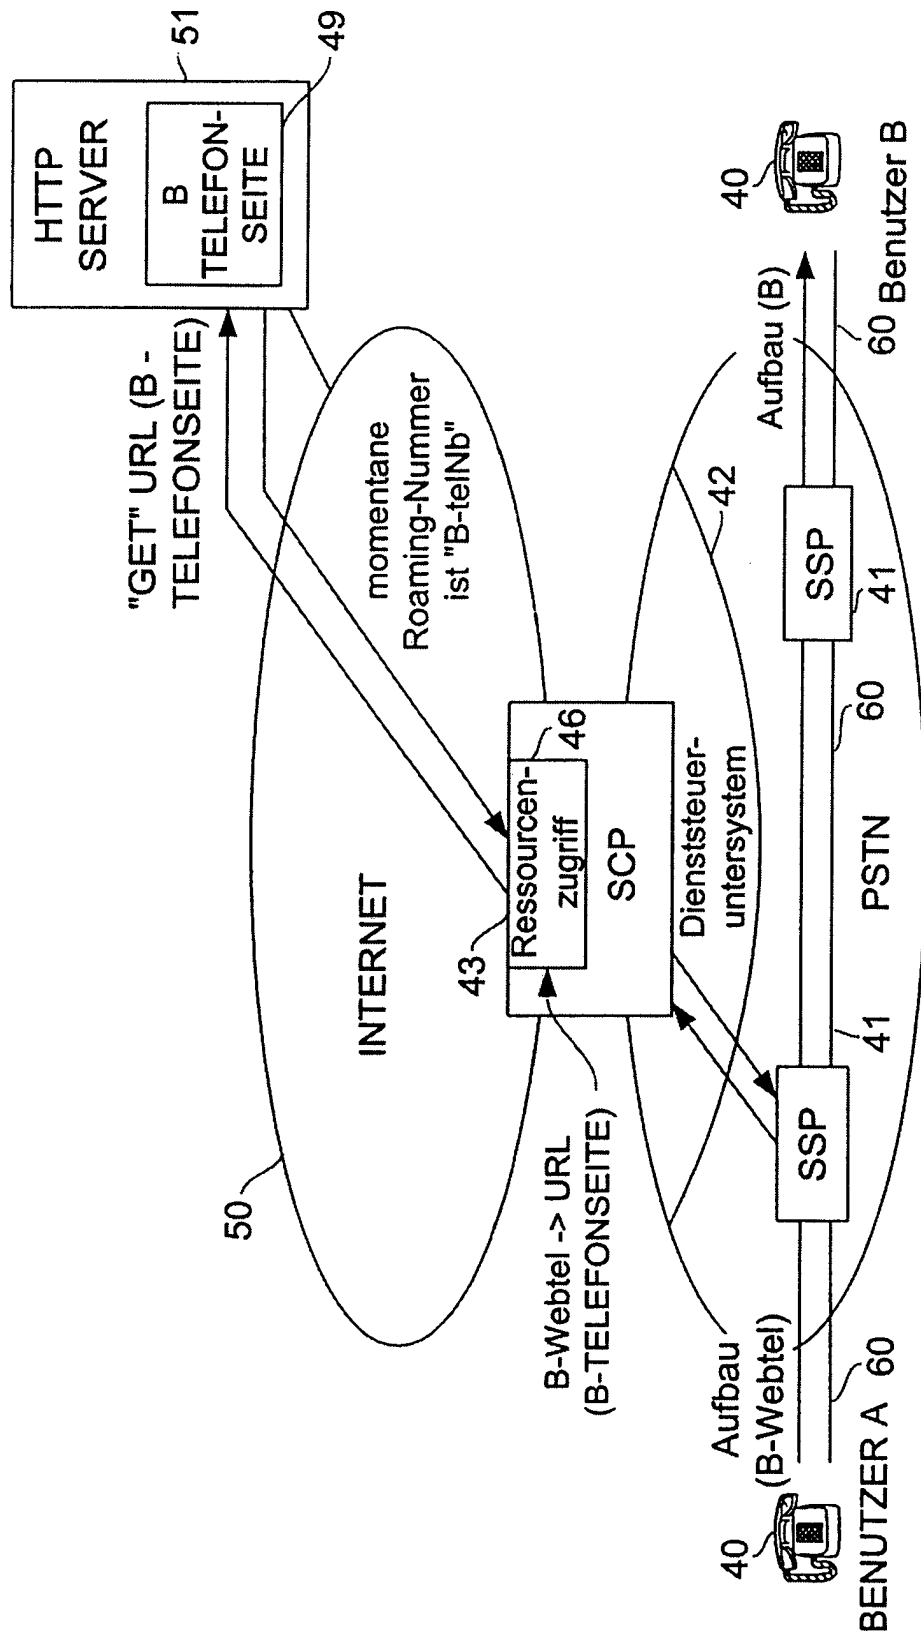 HTTP
SERVER
51
B
TELEFON-
SEITE
49
"GET" URL (B -
TELEFONSEITE)
momentane
Roaming-Nummer
ist "B-telNb"
INTERNET
50
43
Ressourcen-
zugriff
46
SCP
B-Webtel -> URL
(B-TELEFONSEITE)
Dienststeuer-
untersystem
42
Aufbau
(B-Webtel)
Aufbau (B)
40
BENUTZER A
60
SSP
41
PSTN
60
SSP
41
60
40
Benutzer B